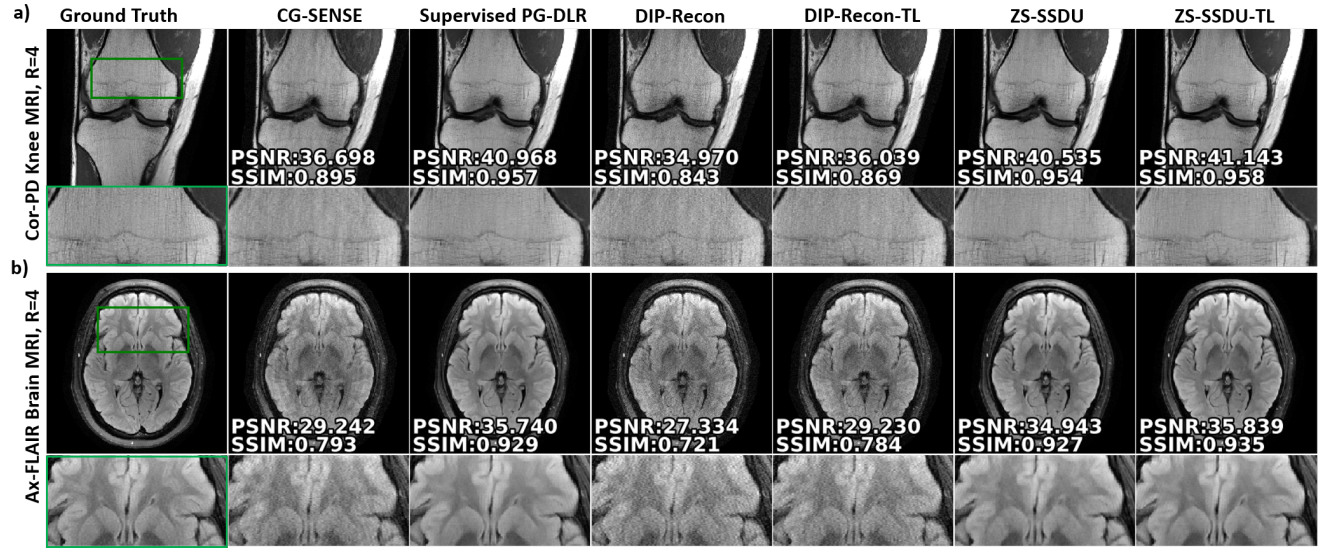 a) Ground Truth CG-SENSE Supervised PG-DLR DIP-Recon DIP-Recon-TL ZS-SSDU ZS-SSDU-TL
Cor-PD Knee MRI, R=4
PSNR:36.698 PSNR:40.968 PSNR:34.970 PSNR:36.039 PSNR:40.535 PSNR:41.143
SSIM:0.895 SSIM:0.957 SSIM:0.843 SSIM:0.869 SSIM:0.954 SSIM:0.958
b)
Ax-FLAIR Brain MRI, R=4
PSNR:29.242 PSNR:35.740 PSNR:27.334 PSNR:29.230 PSNR:34.943 PSNR:35.839
SSIM:0.793 SSIM:0.929 SSIM:0.721 SSIM:0.784 SSIM:0.927 SSIM:0.935